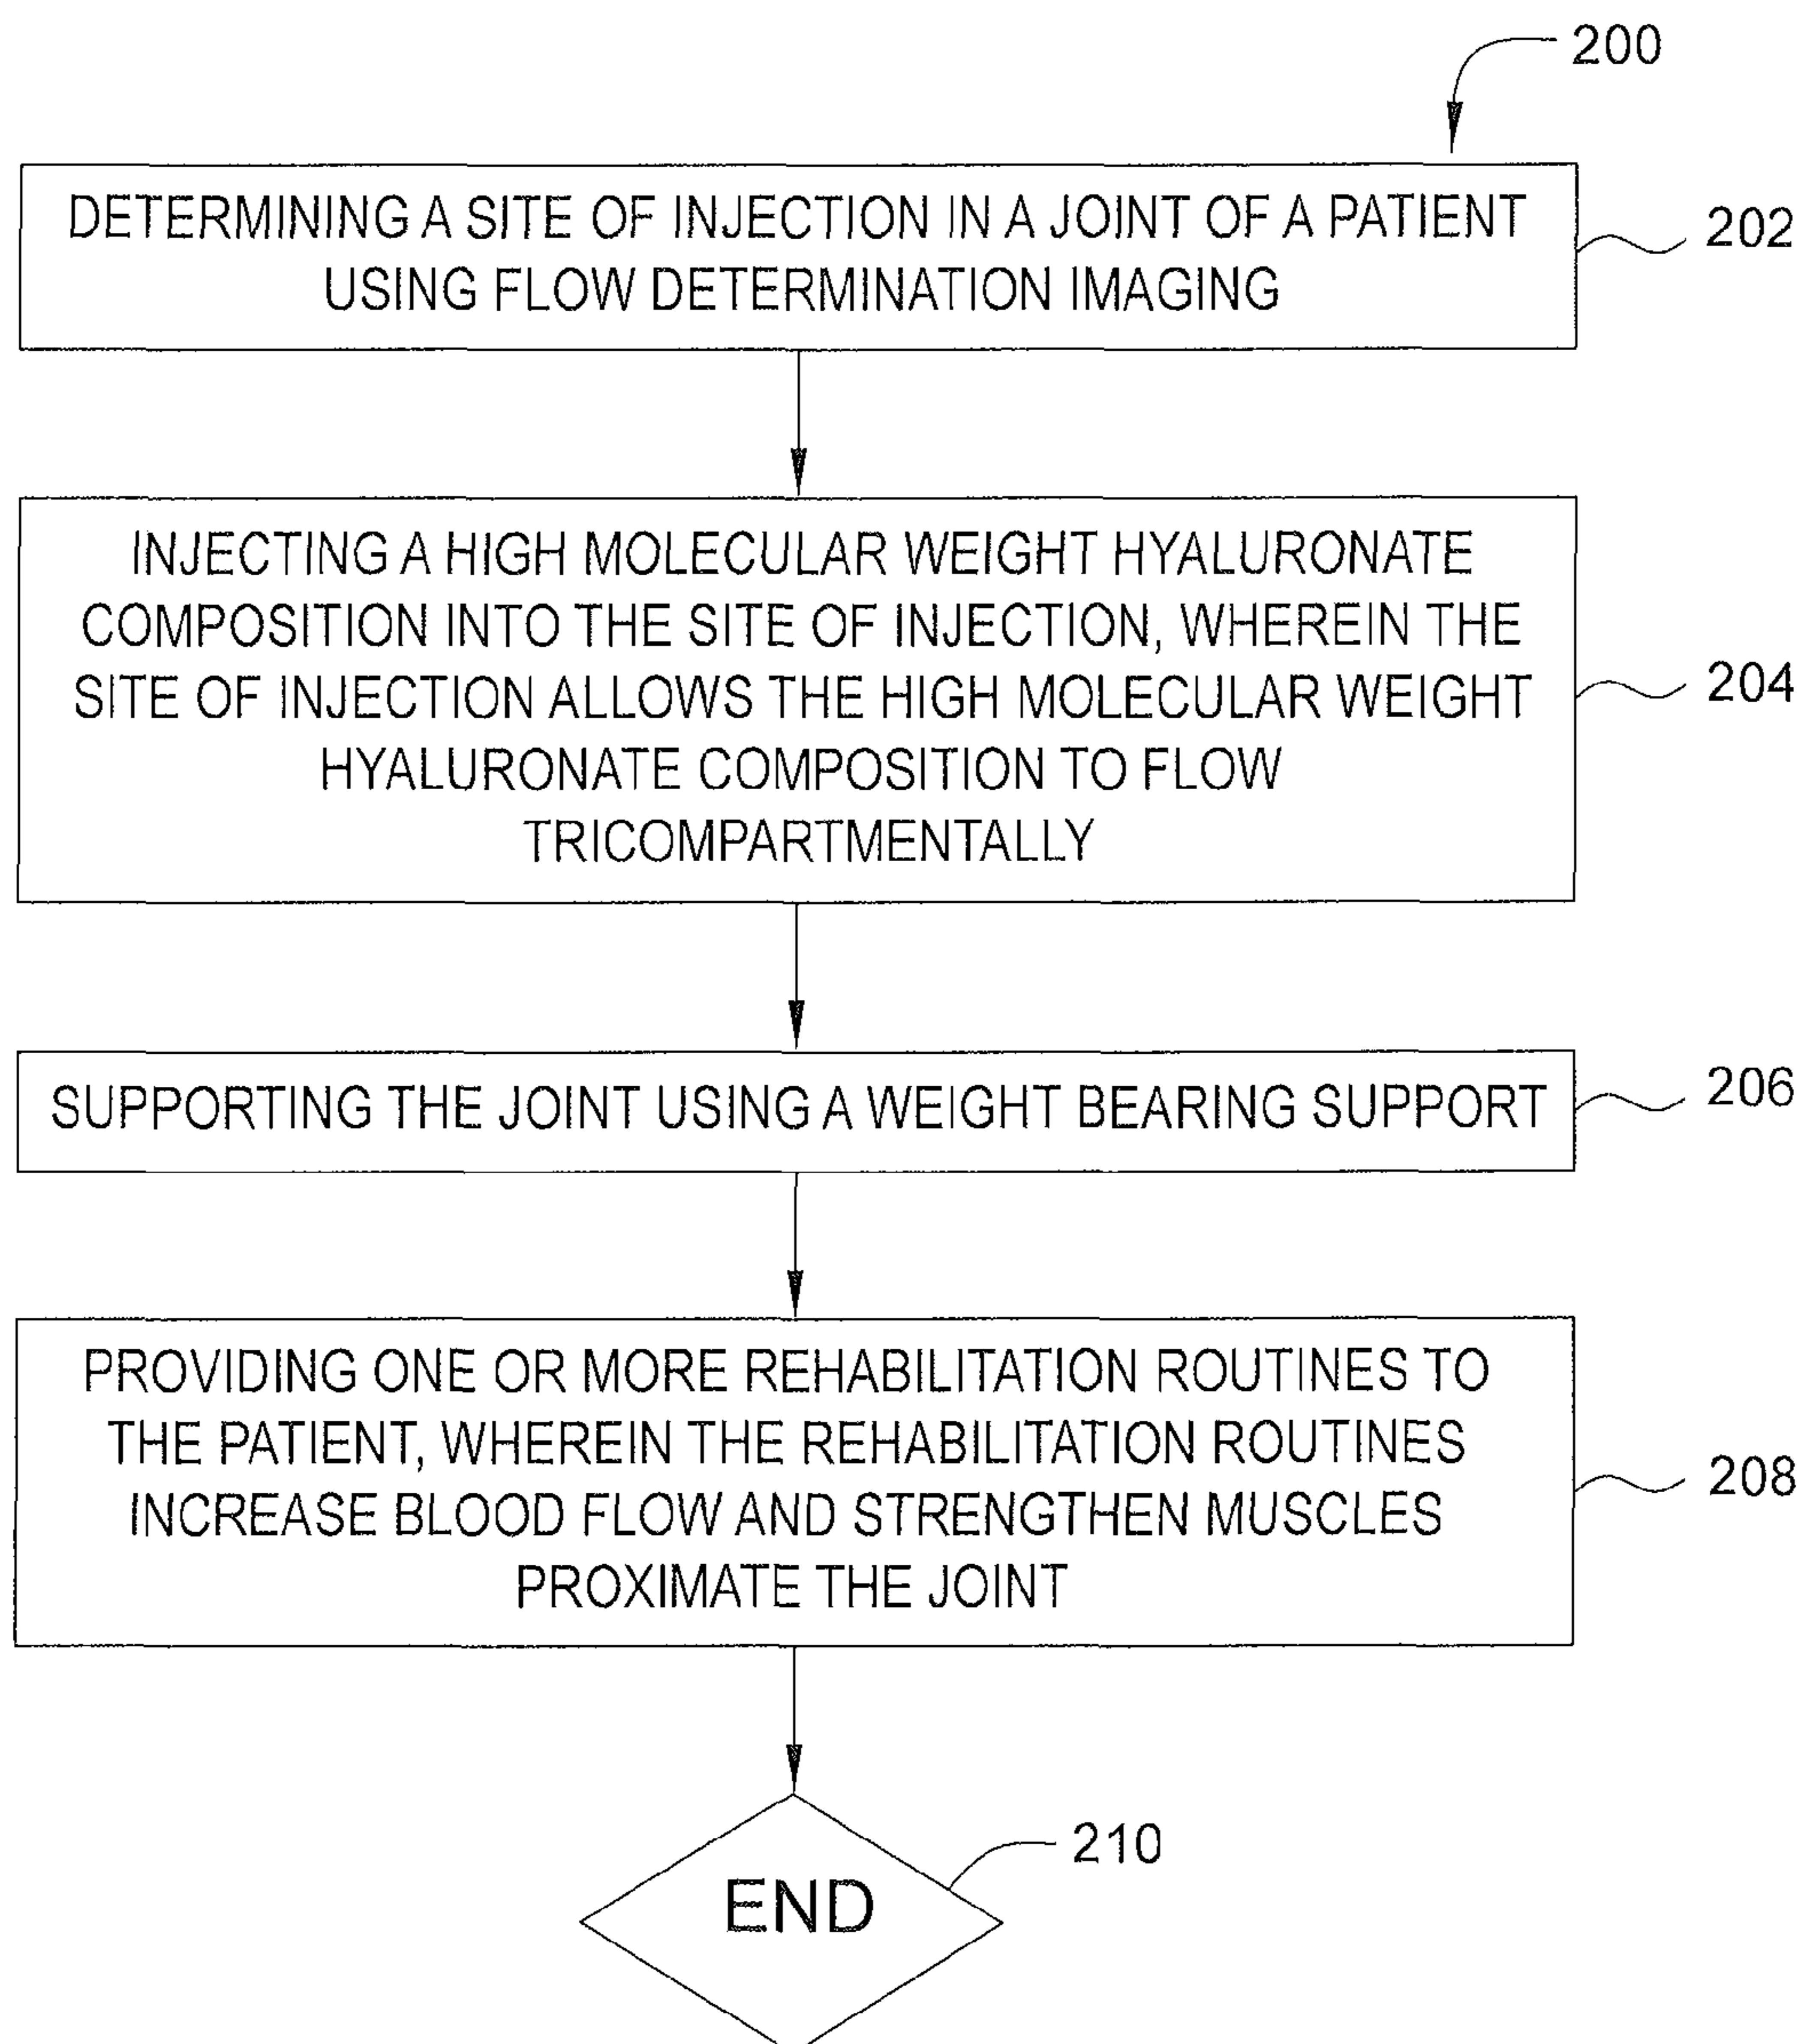 200
DETERMINING A SITE OF INJECTION IN A JOINT OF A PATIENT
USING FLOW DETERMINATION IMAGING
202
INJECTING A HIGH MOLECULAR WEIGHT HYALURONATE
COMPOSITION INTO THE SITE OF INJECTION, WHEREIN THE
SITE OF INJECTION ALLOWS THE HIGH MOLECULAR WEIGHT
HYALURONATE COMPOSITION TO FLOW
TRICOMPARTMENTALLY
204
SUPPORTING THE JOINT USING A WEIGHT BEARING SUPPORT
206
PROVIDING ONE OR MORE REHABILITATION ROUTINES TO
THE PATIENT, WHEREIN THE REHABILITATION ROUTINES
INCREASE BLOOD FLOW AND STRENGTHEN MUSCLES
PROXIMATE THE JOINT
208
END
210